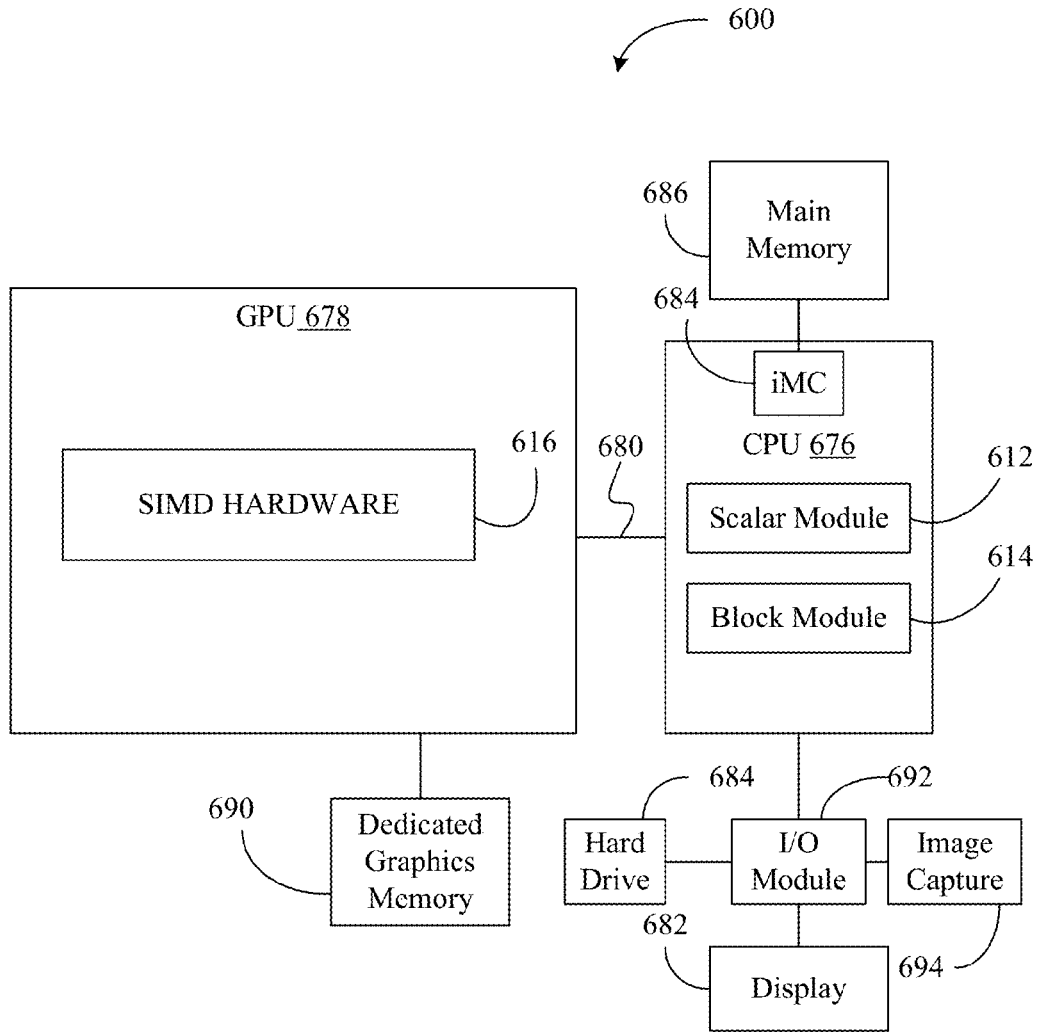 600
686
Main
Memory
684
GPU 678
iMC
616
680
CPU 676
612
SIMD HARDWARE
Scalar Module
614
Block Module
684
692
690
Dedicated
Graphics
Memory
Hard
Drive
I/O
Module
Image
Capture
682
Display
694